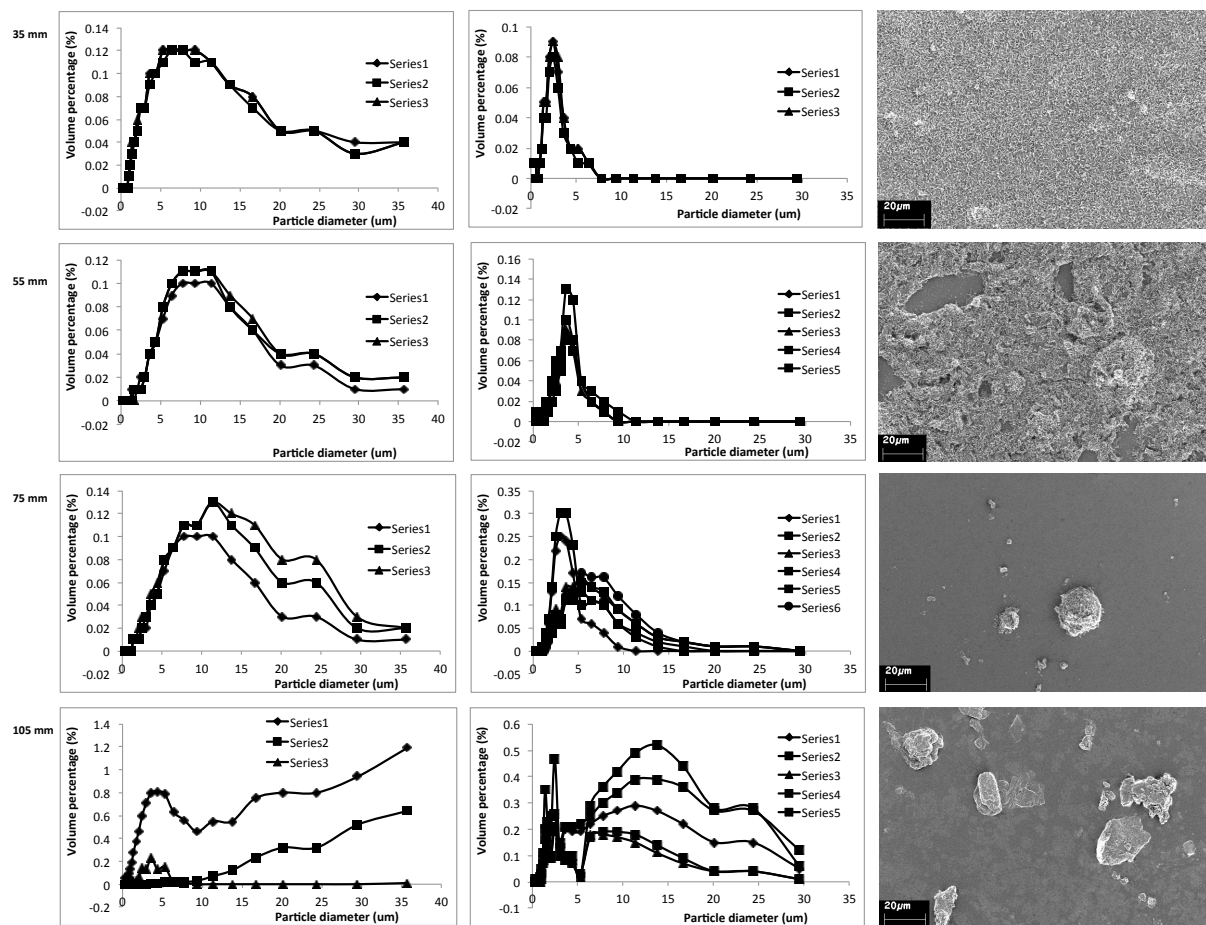 35 mm
Volume percentage (%)
0.14
0.12
0.1
0.08
0.06
0.04
0.02
0
-0.02
0 5 10 15 20 25 30 35 40
Particle diameter (um)
Series1
Series2
Series3
Volume percentage (%)
0.1
0.08
0.06
0.04
0.02
0
-0.02
0 5 10 15 20 25 30 35
Particle diameter (um)
Series1
Series2
Series3
20µm
55 mm
Volume percentage (%)
0.12
0.1
0.08
0.06
0.04
0.02
0
-0.02
0 5 10 15 20 25 30 35 40
Particle diameter (um)
Series1
Series2
Series3
Volume percentage (%)
0.16
0.14
0.12
0.1
0.08
0.06
0.04
0.02
0
-0.02
0 5 10 15 20 25 30 35
Particle diameter (um)
Series1
Series2
Series3
Series4
Series5
20µm
75 mm
Volume percentage (%)
0.14
0.12
0.1
0.08
0.06
0.04
0.02
0
-0.02
0 5 10 15 20 25 30 35 40
Particle diameter (um)
Series1
Series2
Series3
Volume percentage (%)
0.35
0.3
0.25
0.2
0.15
0.1
0.05
0
-0.05
0 5 10 15 20 25 30 35
Particle diameter (um)
Series1
Series2
Series3
Series4
Series5
Series6
20µm
105 mm
Volume percentage (%)
1.4
1.2
1
0.8
0.6
0.4
0.2
0
-0.2
0 5 10 15 20 25 30 35 40
Particle diameter (um)
Series1
Series2
Series3
Volume percentage (%)
0.6
0.5
0.4
0.3
0.2
0.1
0
-0.1
0 5 10 15 20 25 30 35
Particle diameter (um)
Series1
Series2
Series3
Series4
Series5
20µm